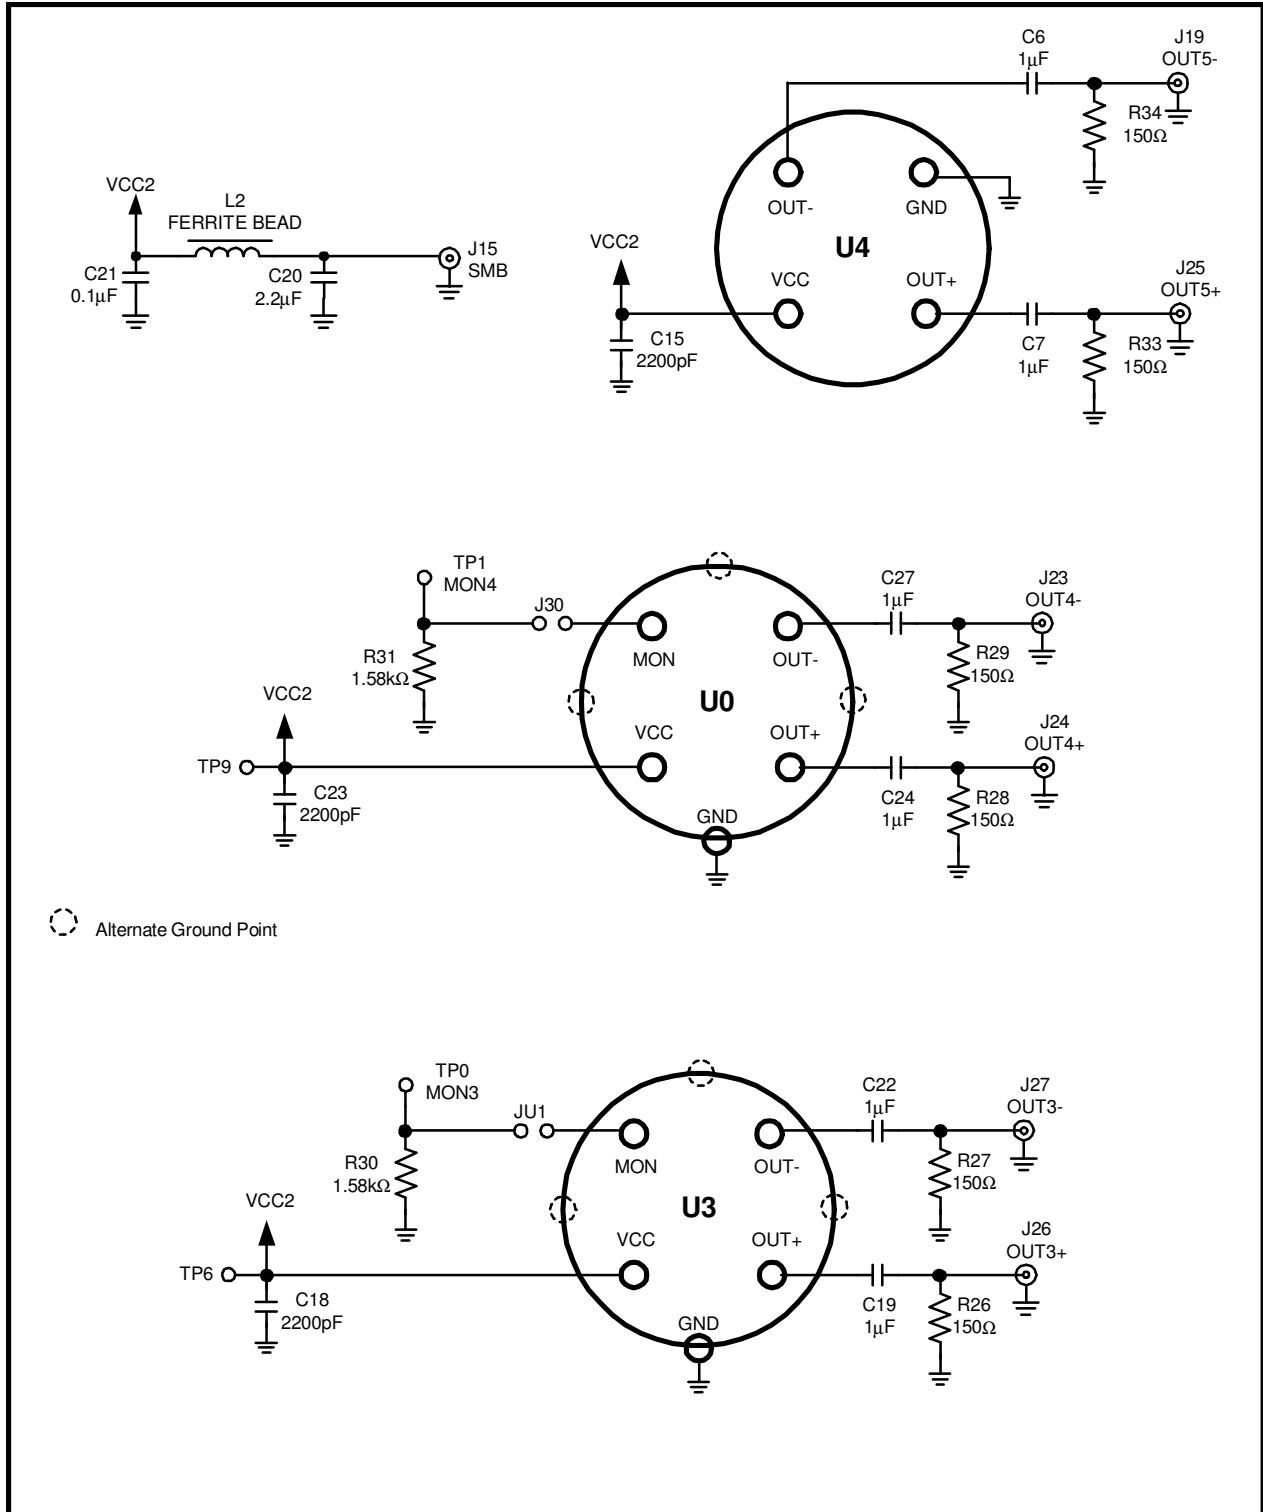 C6
1μF
J19
OUT5-
R34
150Ω
VCC2
L2
FERRITE BEAD
C21
0.1μF
C20
2.2μF
J15
SMB
OUT-
GND
U4
VCC2
VCC
OUT+
C15
2200pF
J25
OUT5+
C7
1μF
R33
150Ω
TP1
MON4
J30
C27
1μF
J23
OUT4-
R31
1.58kΩ
MON
OUT-
R29
150Ω
U0
VCC2
VCC
OUT+
J24
OUT4+
TP9
C23
2200pF
GND
C24
1μF
R28
150Ω
Alternate Ground Point
TP0
MON3
JU1
C22
1μF
J27
OUT3-
R30
1.58kΩ
MON
OUT-
R27
150Ω
U3
VCC2
VCC
OUT+
J26
OUT3+
TP6
C18
2200pF
GND
C19
1μF
R26
150Ω